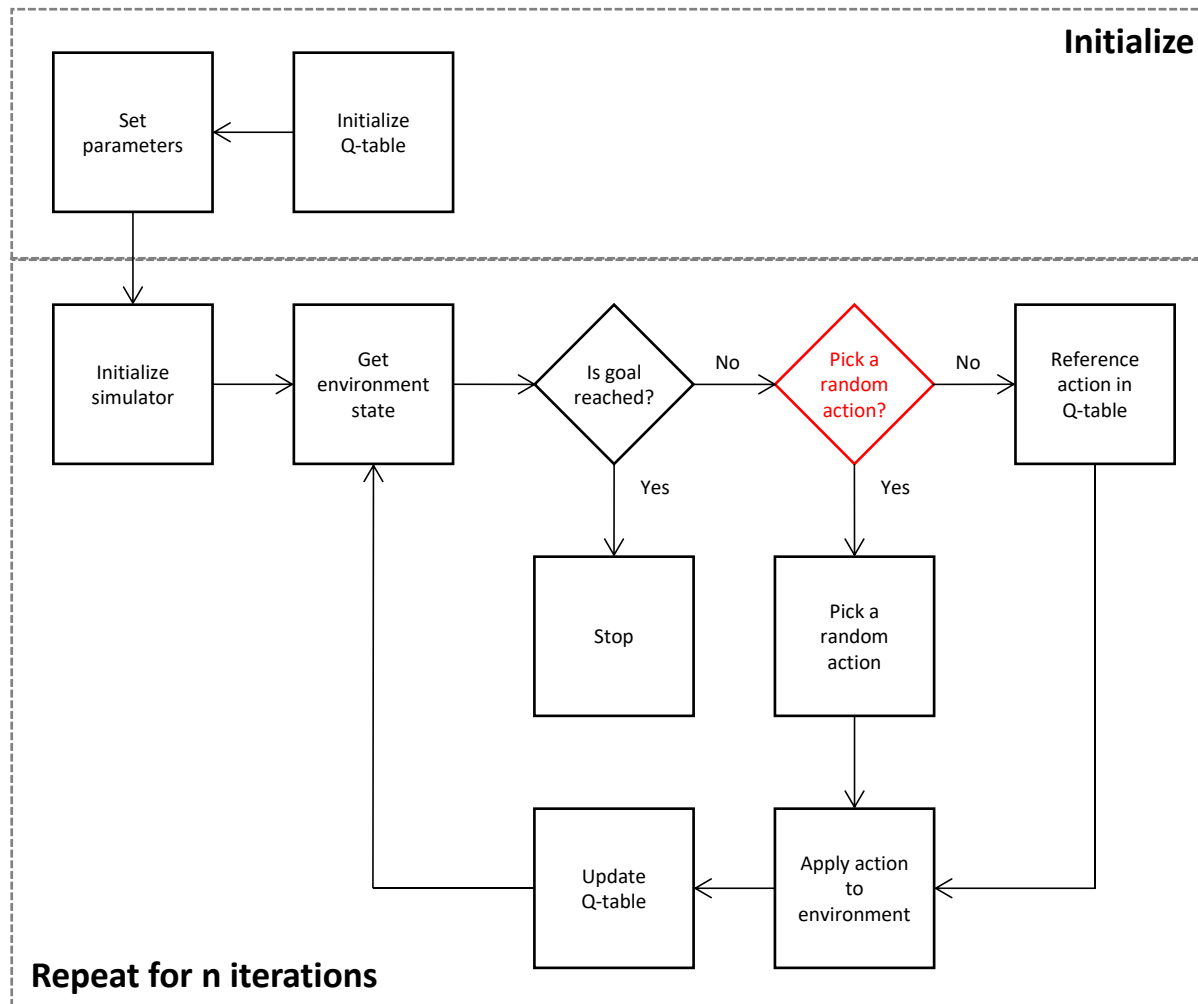 Initialize
Set
parameters
Initialize
Q-table
Initialize
simulator
Get
environment
state
Is goal
reached?
No
Pick a
random
action?
No
Reference
action in
Q-table
Yes
Yes
Stop
Pick a
random
action
Update
Q-table
Apply action
to
environment
Repeat for n iterations